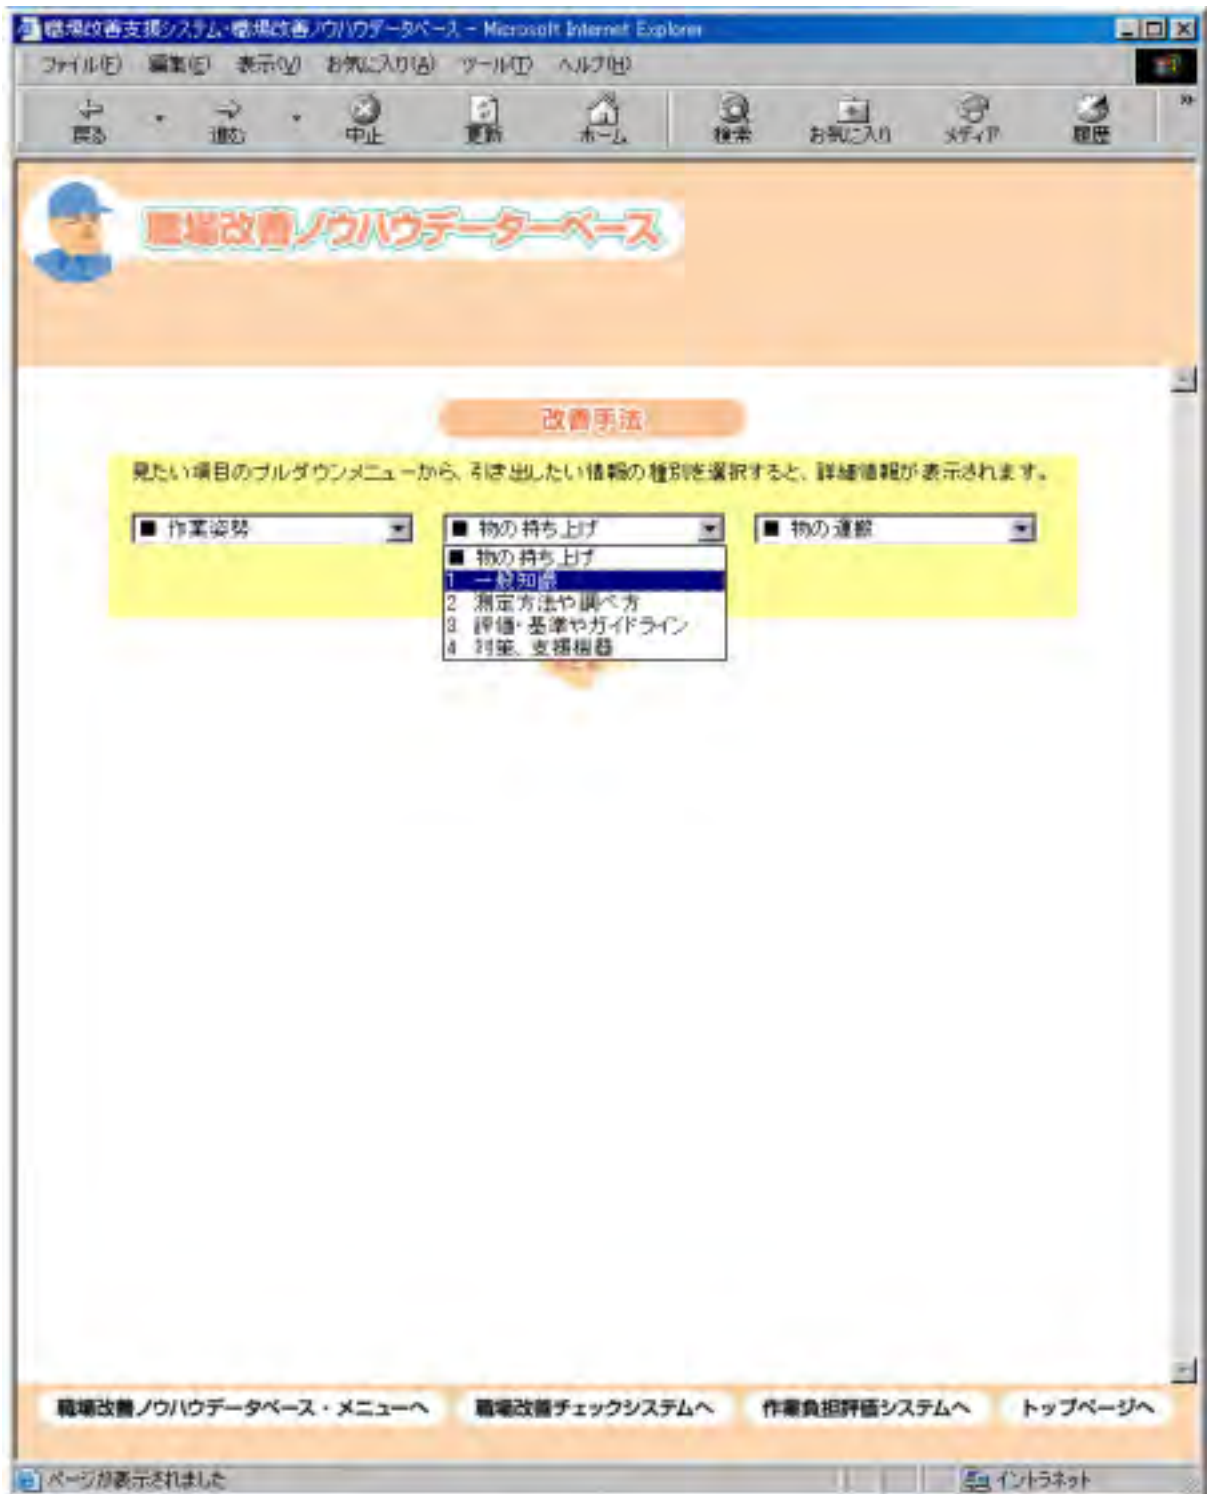 職場改善支援システム・職場改善ノウハウデータベース - Microsoft Internet Explorer
ファイル(F) 編集(E) 表示(V) お気に入り(A) ツール(T) ヘルプ(H)
戻る 進む 中止 更新 ホーム 検索 お気に入り メディア 履歴
職場改善ノウハウデーターベース
改善手法
見たい項目のプルダウンメニューから、引き出したい情報の種別を選択すると、詳細情報が表示されます。
■ 作業姿勢 ■ 物の持ち上げ ■ 物の運搬
■ 物の持ち上げ
1 一般知識
2 測定方法や調べ方
3 評価・基準やガイドライン
4 対策、支援機器
職場改善ノウハウデータベース・メニューへ 職場改善チェックシステムへ 作業負担評価システムへ トップページへ
ページが表示されました イントラネット